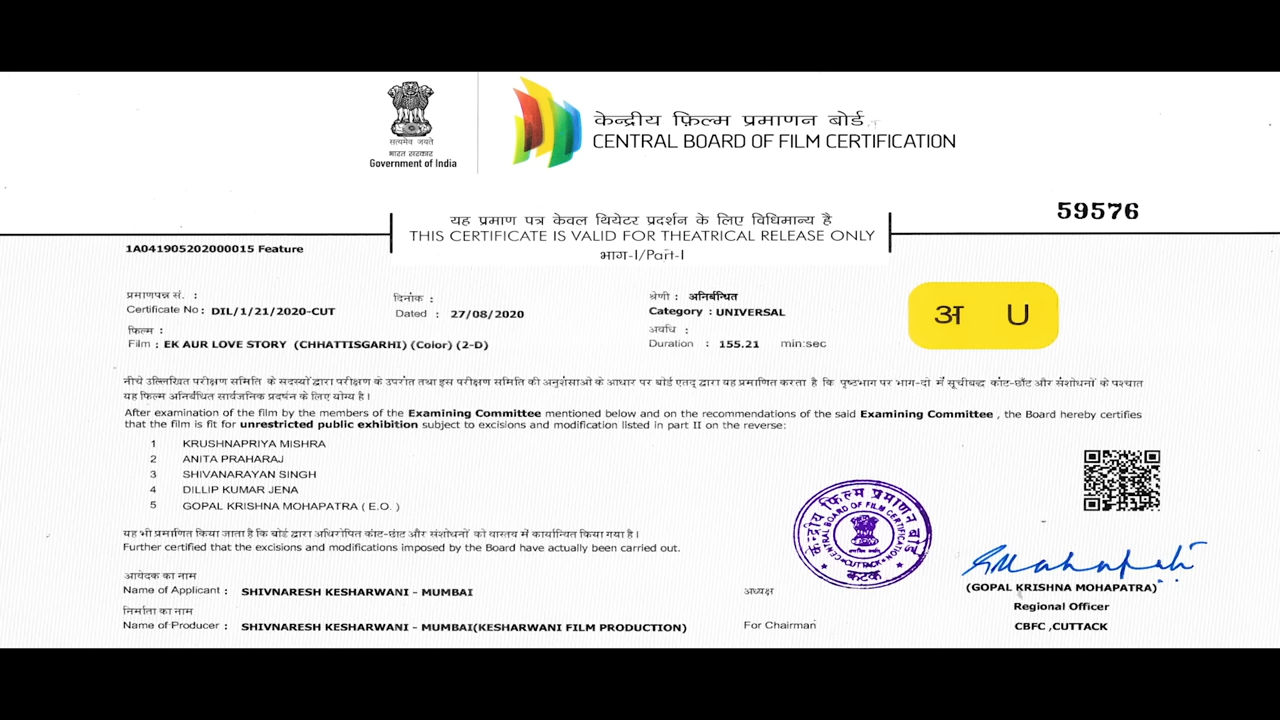 सत्यमेव जयते
भारत सरकार
Government of India
केन्द्रीय फ़िल्म प्रमाणन बोर्ड
CENTRAL BOARD OF FILM CERTIFICATION
59576
यह प्रमाण पत्र केवल थियेटर प्रदर्शन के लिए विधिमान्य है
THIS CERTIFICATE IS VALID FOR THEATRICAL RELEASE ONLY
भाग-I/Part-I
1A041905202000015 Feature
प्रमाणपत्र सं. : दिनांक : श्रेणी : अनिर्बन्धित
Certificate No : DIL/1/21/2020-CUT Dated : 27/08/2020 Category : UNIVERSAL
अ U
फिल्म : अवधि :
Film : EK AUR LOVE STORY (CHHATTISGARHI) (Color) (2-D) Duration : 155.21 min:sec
नीचे उल्लिखित परीक्षण समिति के सदस्यों द्वारा परीक्षण के उपरांत तथा इस परीक्षण समिति की अनुशंसाओ के आधार पर बोर्ड एतद् द्वारा यह प्रमाणित करता है कि पृष्ठभाग पर भाग-दो में सूचीबद्ध कांट-छाँट और संशोधनों के पश्चात
यह फिल्म अनिर्बंधित सार्वजनिक प्रदर्षन के लिए योग्य है।
After examination of the film by the members of the Examining Committee mentioned below and on the recommendations of the said Examining Committee , the Board hereby certifies
that the film is fit for unrestricted public exhibition subject to excisions and modification listed in part II on the reverse:
1 KRUSHNAPRIYA MISHRA
2 ANITA PRAHARAJ
3 SHIVANARAYAN SINGH
4 DILLIP KUMAR JENA
5 GOPAL KRISHNA MOHAPATRA ( E.O. )
केन्द्रीय फिल्म प्रमाणन बोर्ड
CENTRAL BOARD OF FILM CERTIFICATION
CUTTACK
कटक
यह भी प्रमाणित किया जाता है कि बोर्ड द्वारा अधिरोपित कांट-छांट और संशोधनों को वास्तव में कार्यान्वित किया गया है।
Further certified that the excisions and modifications imposed by the Board have actually been carried out.
आवेदक का नाम अध्यक्ष
Name of Applicant : SHIVNARESH KESHARWANI - MUMBAI
(GOPAL KRISHNA MOHAPATRA)
Regional Officer
निर्माता का नाम
Name of Producer : SHIVNARESH KESHARWANI - MUMBAI(KESHARWANI FILM PRODUCTION) For Chairman CBFC ,CUTTACK